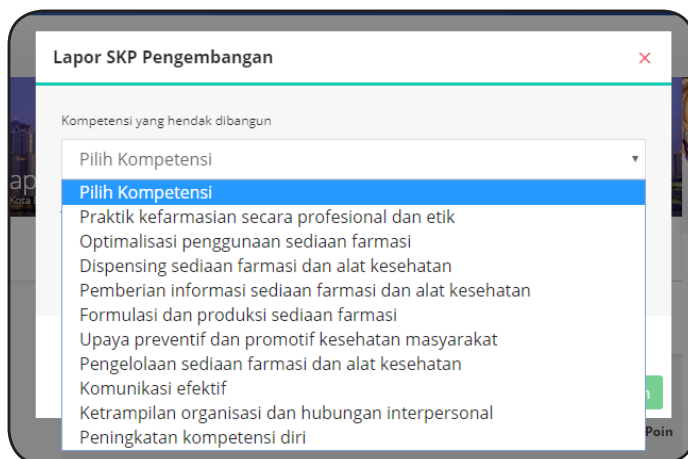 Lapor SKP Pengembangan
×
Kompetensi yang hendak dibangun
Pilih Kompetensi
Pilih Kompetensi
Praktik kefarmasian secara profesional dan etik
Optimalisasi penggunaan sediaan farmasi
Dispensing sediaan farmasi dan alat kesehatan
Pemberian informasi sediaan farmasi dan alat kesehatan
Formulasi dan produksi sediaan farmasi
Upaya preventif dan promotif kesehatan masyarakat
Pengelolaan sediaan farmasi dan alat kesehatan
Komunikasi efektif
Ketrampilan organisasi dan hubungan interpersonal
Peningkatan kompetensi diri
Kota
Poin